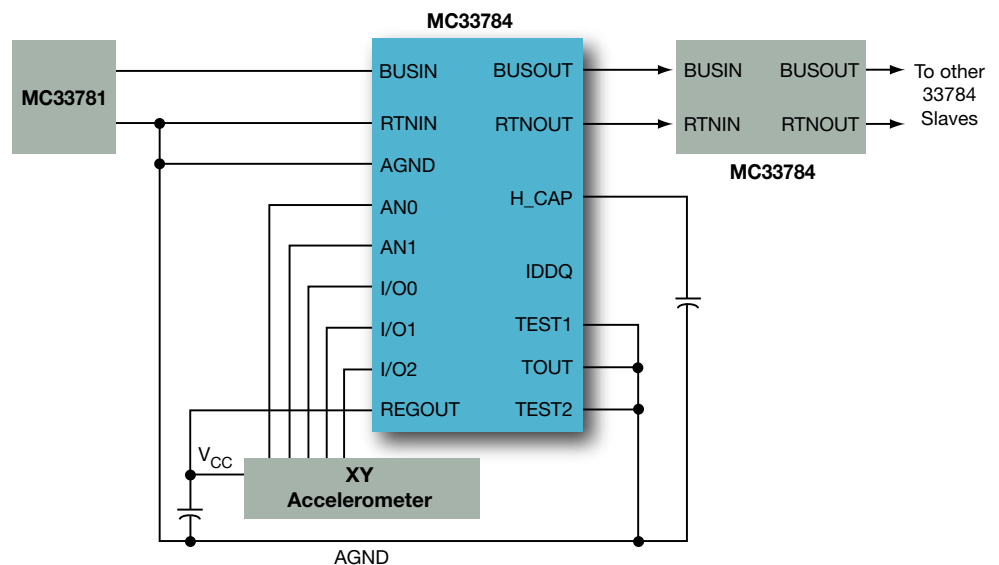 MC33784
MC33781
BUSIN
BUSOUT
RTNIN
RTNOUT
AGND
AN0
H_CAP
AN1
IDDQ
I/O0
I/O1
TEST1
I/O2
TOUT
REGOUT
TEST2
BUSIN
BUSOUT
RTNIN
RTNOUT
MC33784
To other
33784
Slaves
VCC
XY
Accelerometer
AGND